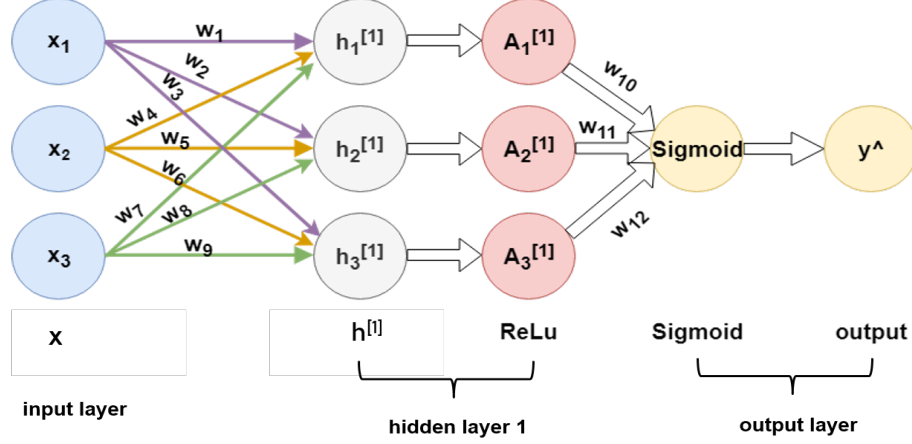 x₁ w₁ h₁[1] A₁[1]
w₂ w₃ w₁₀
w₄
x₂ w₅ h₂[1] A₂[1] w₁₁ Sigmoid y^
w₆
w₇ w₈ w₁₂
x₃ w₉ h₃[1] A₃[1]
x h[1] ReLu Sigmoid output
input layer
hidden layer 1 output layer